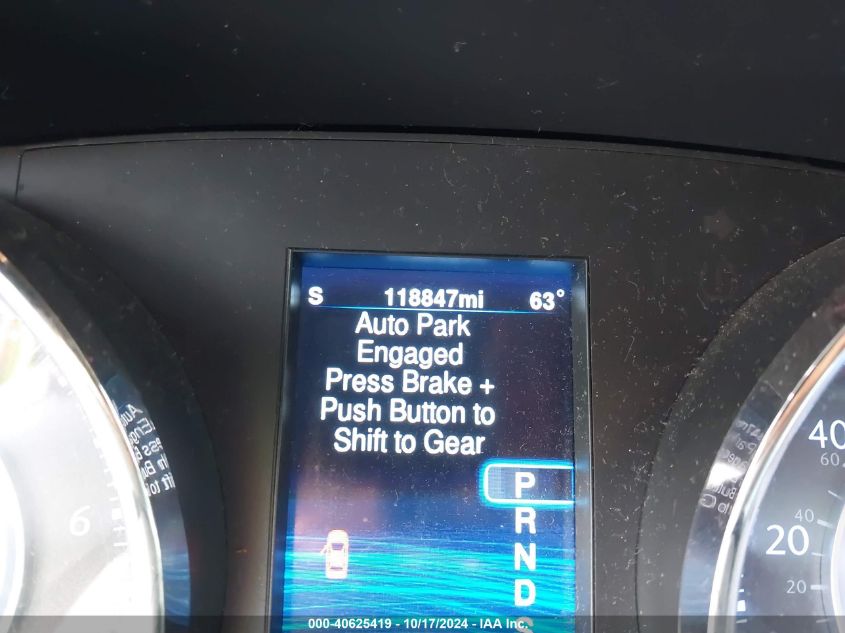 S 118847mi 63°
Auto Park
Engaged
Press Brake +
Push Button to
Shift to Gear
P
R
N
D
S
6
40
60
40
20
20
000-40625419 - 10/17/2024 - IAA Inc.